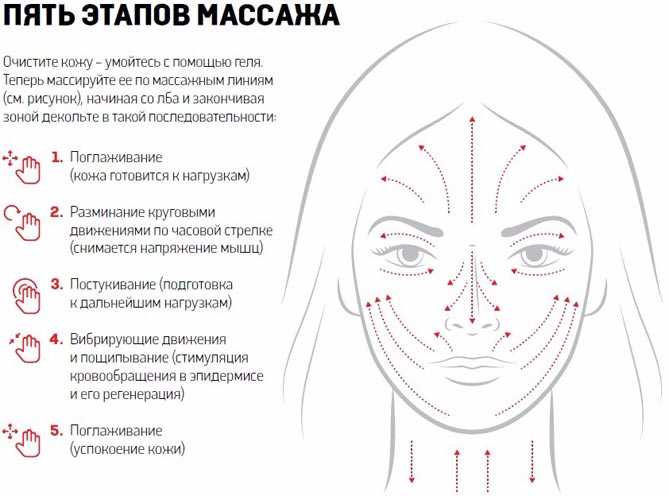 ПЯТЬ ЭТАПОВ МАССАЖА
Очистите кожу – умойтесь с помощью геля.
Теперь массируйте ее по массажным линиям
(см. рисунок), начиная со лба и заканчивая
зоной декольте в такой последовательности:
1. Поглаживание
(кожа готовится к нагрузкам)
2. Разминание круговыми
движениями по часовой стрелке
(снимается напряжение мышц)
3. Постукивание (подготовка
к дальнейшим нагрузкам)
4. Вибрирующие движения
и пощипывание (стимуляция
кровообращения в эпидермисе
и его регенерация)
5. Поглаживание
(успокоение кожи)